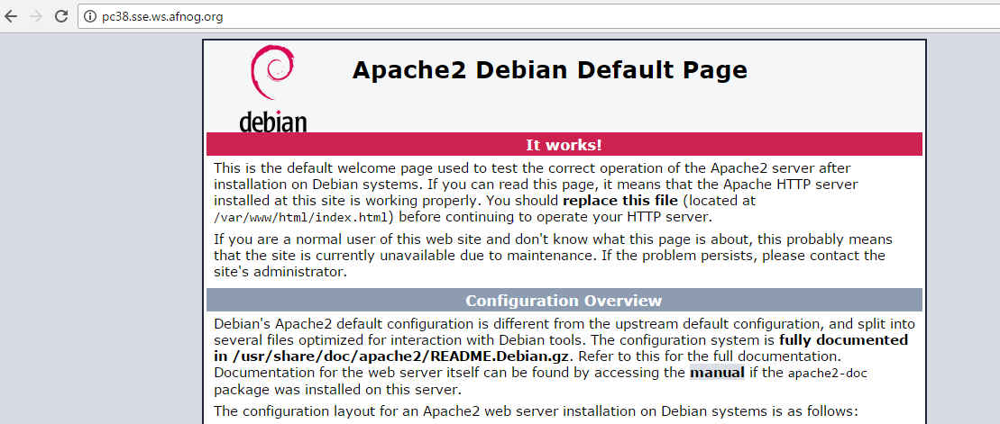 pc38.sse.ws.afnog.org
Apache2 Debian Default Page
debian
It works!
This is the default welcome page used to test the correct operation of the Apache2 server after
installation on Debian systems. If you can read this page, it means that the Apache HTTP server
installed at this site is working properly. You should replace this file (located at
/var/www/html/index.html) before continuing to operate your HTTP server.
If you are a normal user of this web site and don't know what this page is about, this probably means
that the site is currently unavailable due to maintenance. If the problem persists, please contact the
site's administrator.
Configuration Overview
Debian's Apache2 default configuration is different from the upstream default configuration, and split into
several files optimized for interaction with Debian tools. The configuration system is fully documented
in /usr/share/doc/apache2/README.Debian.gz. Refer to this for the full documentation.
Documentation for the web server itself can be found by accessing the manual if the apache2-doc
package was installed on this server.
The configuration layout for an Apache2 web server installation on Debian systems is as follows: